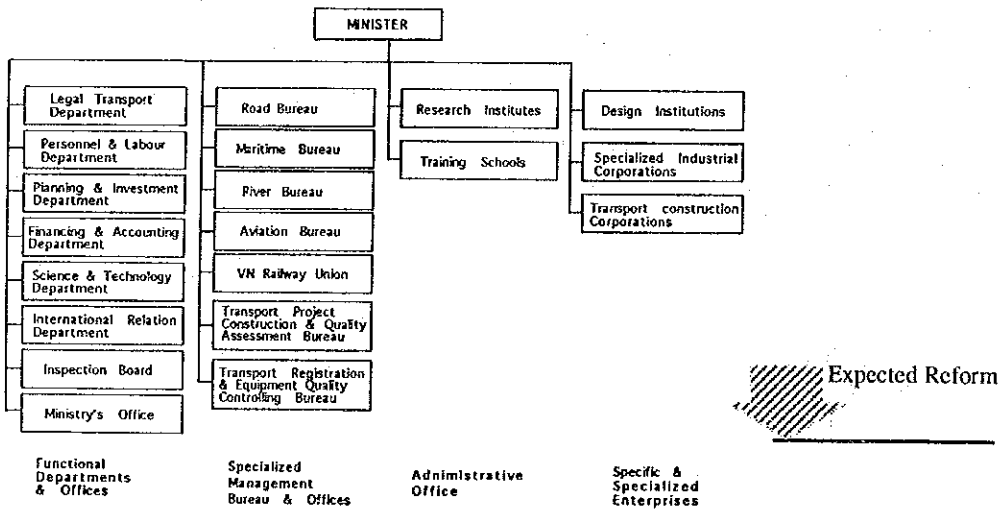 MINISTER
Legal Transport
Department
Personnel & Labour
Department
Planning & Investment
Department
Financing & Accounting
Department
Science & Technology
Department
International Relation
Department
Inspection Board
Ministry's Office
Road Bureau
Maritime Bureau
River Bureau
Aviation Bureau
VN Railway Union
Transport Project
Construction & Quality
Assessment Bureau
Transport Registration
& Equipment Quality
Controlling Bureau
Research Institutes
Training Schools
Design Institutions
Specialized Industrial
Corporations
Transport construction
Corporations
Expected Reform
Functional
Departments
& Offices
Specialized
Management
Bureau & Offices
Adnimistrative
Office
Specific &
Specialized
Enterprises